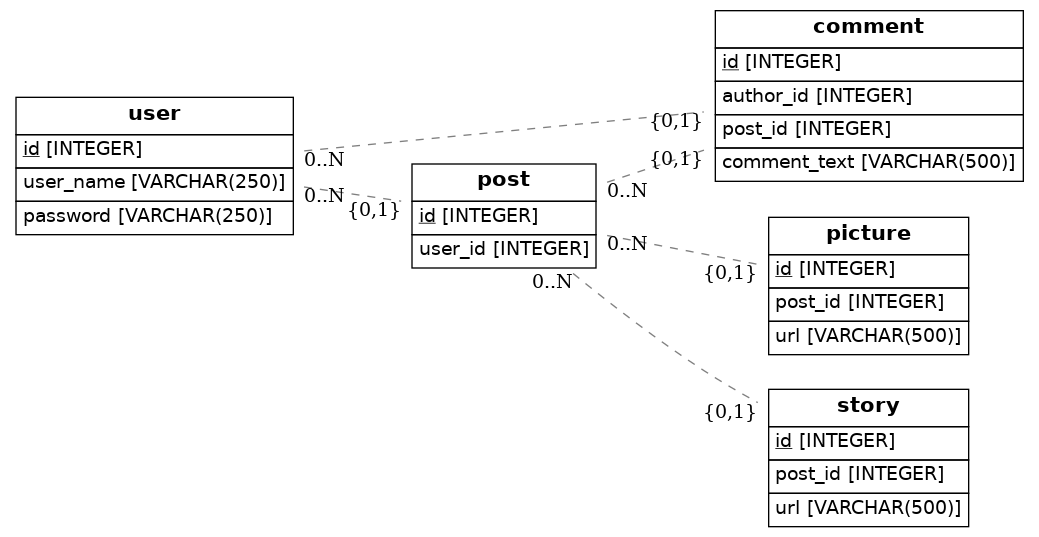 user
id [INTEGER]
user_name [VARCHAR(250)]
password [VARCHAR(250)]
0..N
{0,1}
0..N
{0,1}
post
id [INTEGER]
user_id [INTEGER]
0..N
{0,1}
0..N
{0,1}
0..N
{0,1}
comment
id [INTEGER]
author_id [INTEGER]
post_id [INTEGER]
comment_text [VARCHAR(500)]
picture
id [INTEGER]
post_id [INTEGER]
url [VARCHAR(500)]
story
id [INTEGER]
post_id [INTEGER]
url [VARCHAR(500)]